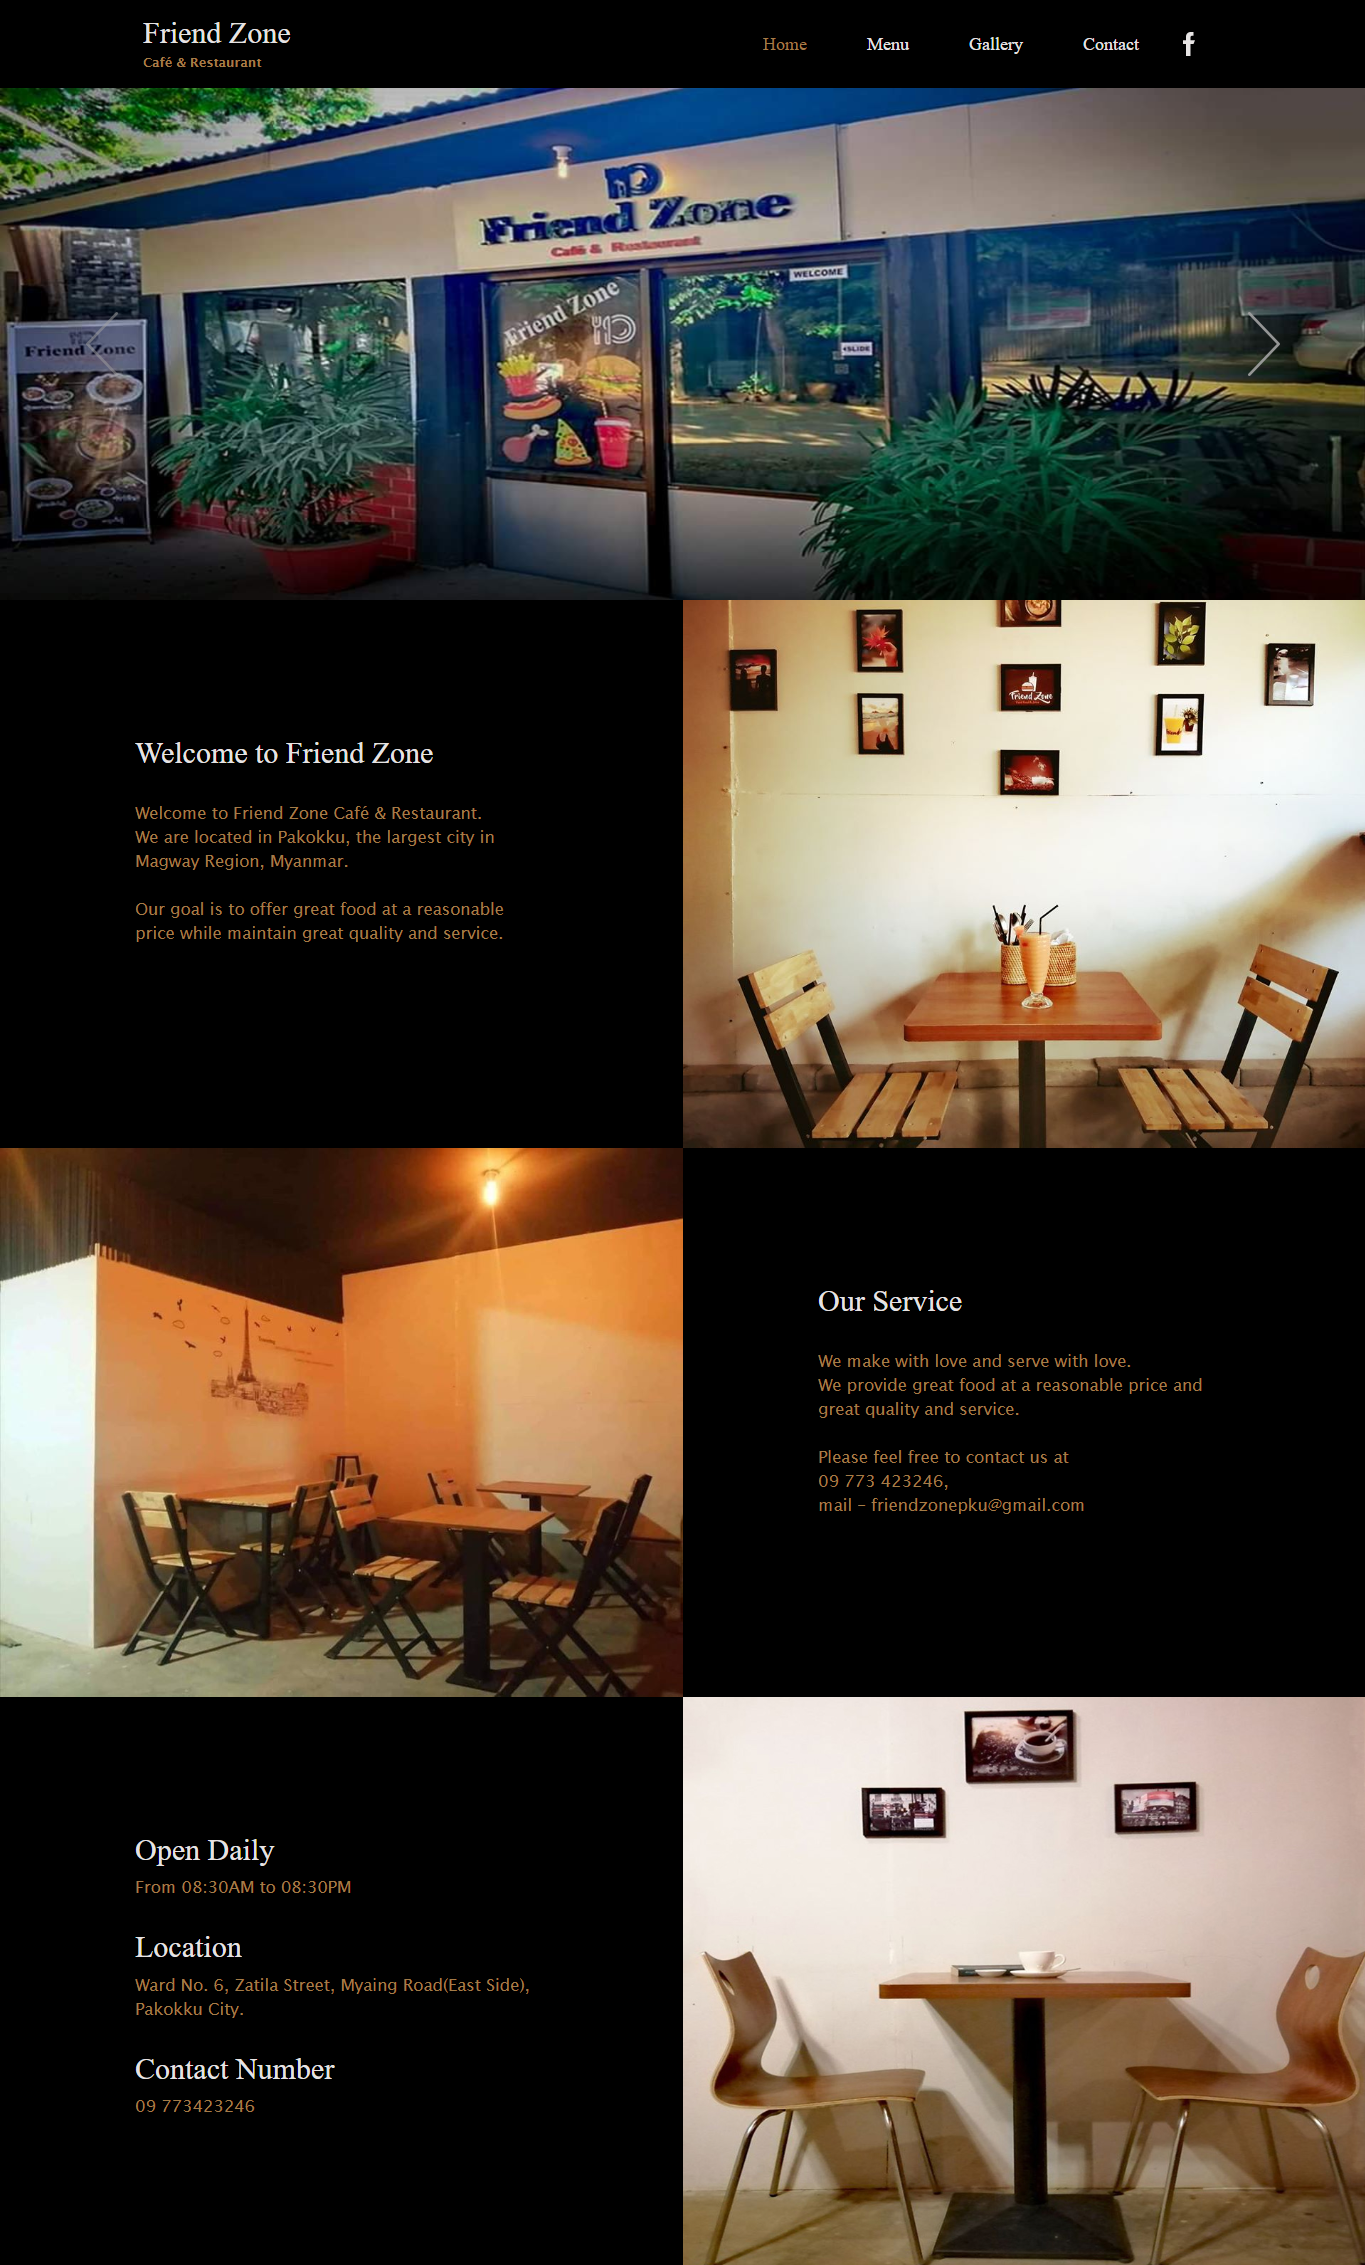 Friend Zone
Café & Restaurant
Home
Menu
Gallery
Contact
Friend Zone
Café & Restaurant
WELCOME
Friend Zone
SLIDE
Friend Zone
Friend Zone
Welcome to Friend Zone
Welcome to Friend Zone Café & Restaurant.
We are located in Pakokku, the largest city in
Magway Region, Myanmar.
Our goal is to offer great food at a reasonable
price while maintain great quality and service.
Our Service
We make with love and serve with love.
We provide great food at a reasonable price and
great quality and service.
Please feel free to contact us at
09 773 423246,
mail – friendzonepku@gmail.com
Open Daily
From 08:30AM to 08:30PM
Location
Ward No. 6, Zatila Street, Myaing Road(East Side),
Pakokku City.
Contact Number
09 773423246